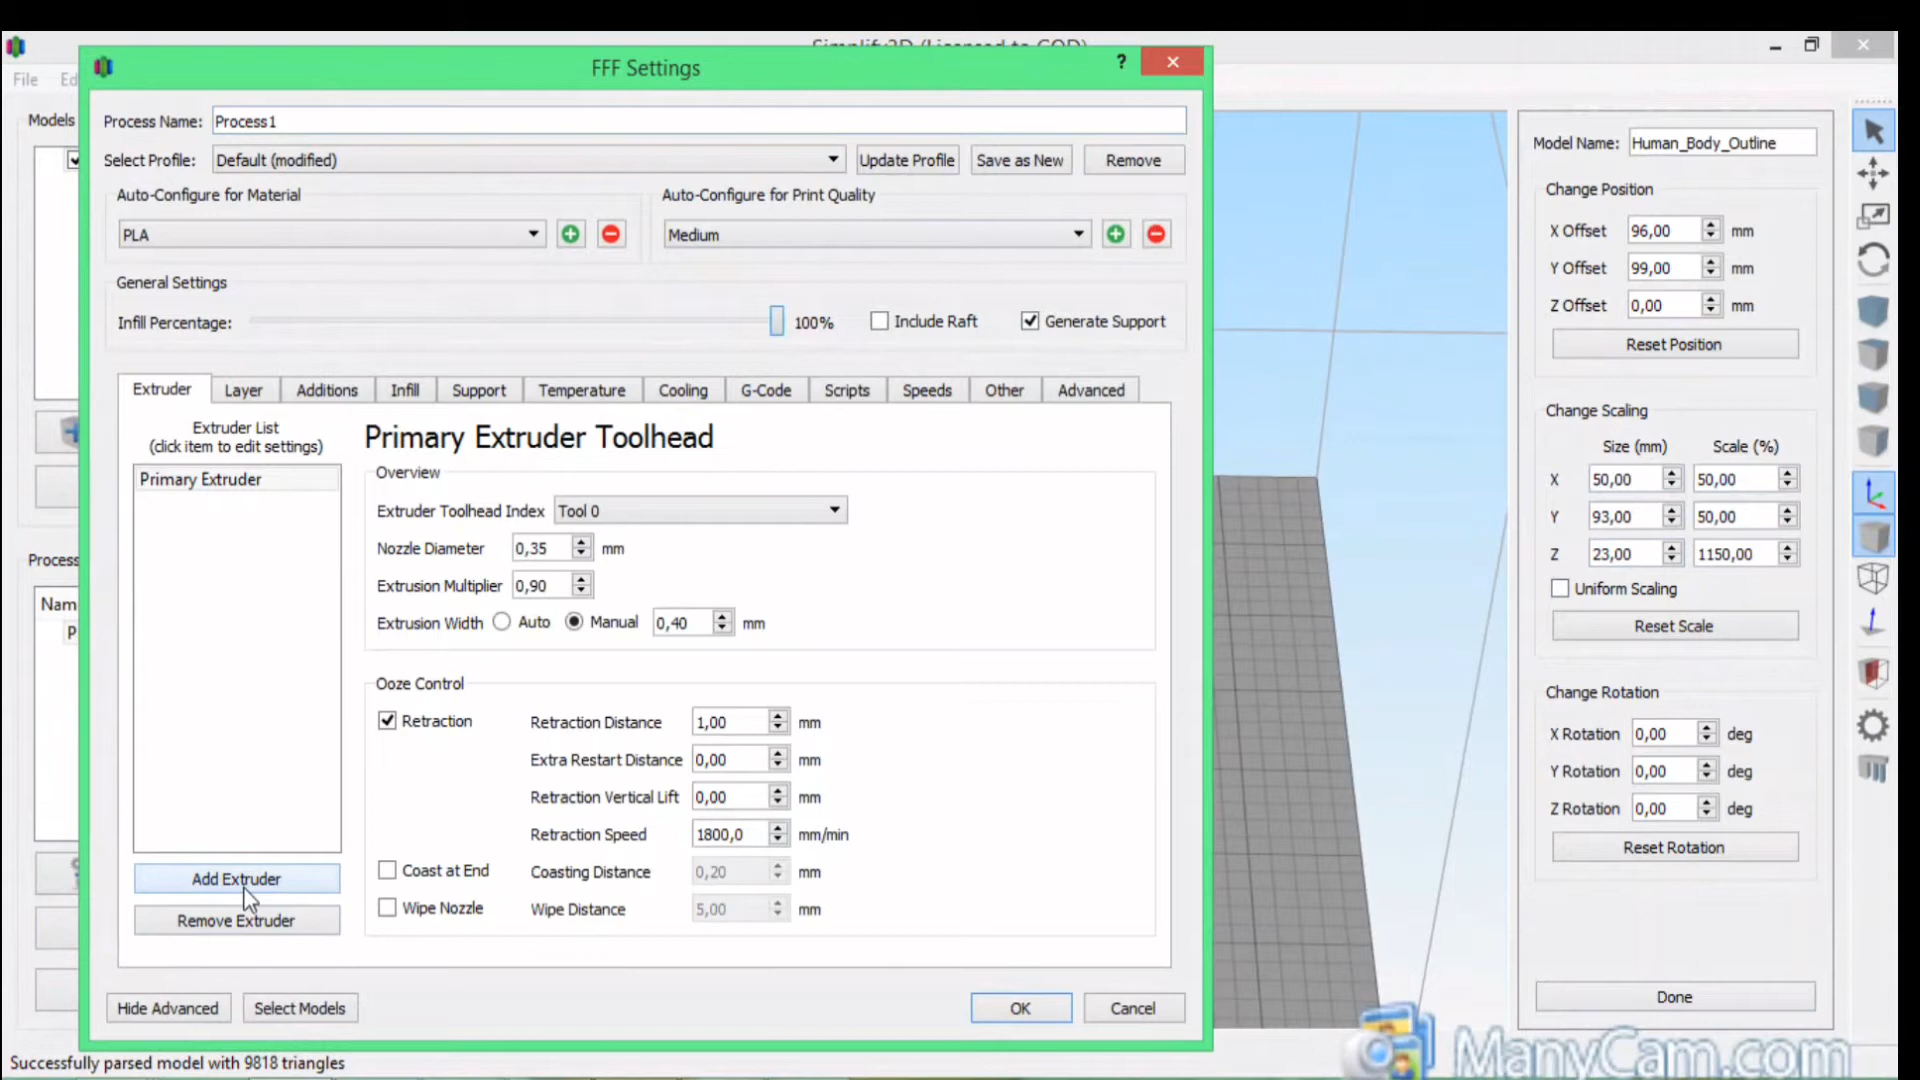 Simplify3D (Licensed to GOD)
FFF Settings
?
File Ed
Models
Process Name: Process1
Select Profile: Default (modified) Update Profile Save as New Remove
Auto-Configure for Material Auto-Configure for Print Quality
PLA Medium
General Settings
Infill Percentage: 100% Include Raft Generate Support
Extruder Layer Additions Infill Support Temperature Cooling G-Code Scripts Speeds Other Advanced
Extruder List
(click item to edit settings)
Primary Extruder
Add Extruder
Remove Extruder
Primary Extruder Toolhead
Overview
Extruder Toolhead Index Tool 0
Nozzle Diameter 0,35 mm
Extrusion Multiplier 0,90
Extrusion Width Auto Manual 0,40 mm
Ooze Control
Retraction Retraction Distance 1,00 mm
Extra Restart Distance 0,00 mm
Retraction Vertical Lift 0,00 mm
Retraction Speed 1800,0 mm/min
Coast at End Coasting Distance 0,20 mm
Wipe Nozzle Wipe Distance 5,00 mm
Hide Advanced Select Models OK Cancel
Process
Nam
P
Model Name: Human_Body_Outline
Change Position
X Offset 96,00 mm
Y Offset 99,00 mm
Z Offset 0,00 mm
Reset Position
Change Scaling
Size (mm) Scale (%)
X 50,00 50,00
Y 93,00 50,00
Z 23,00 1150,00
Uniform Scaling
Reset Scale
Change Rotation
X Rotation 0,00 deg
Y Rotation 0,00 deg
Z Rotation 0,00 deg
Reset Rotation
Done
Successfully parsed model with 9818 triangles
ManyCam.com